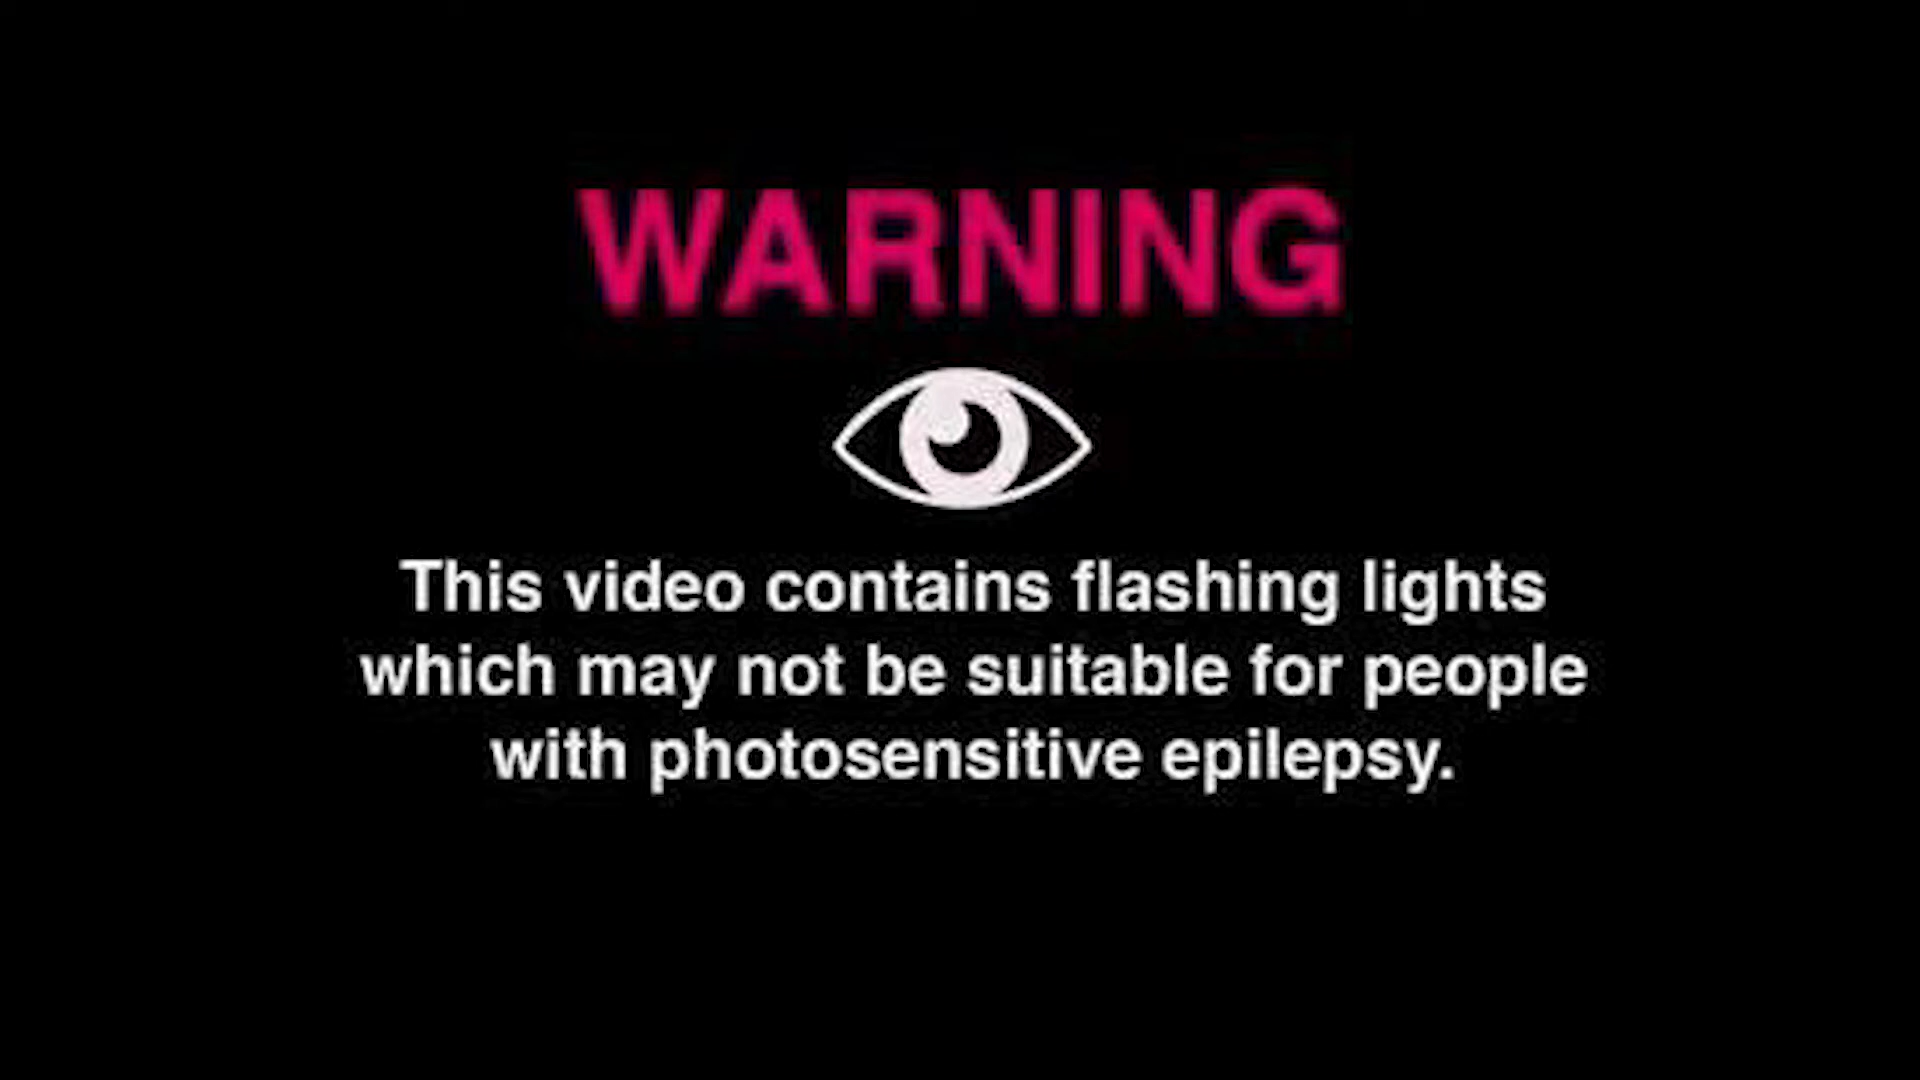 WARNING
This video contains flashing lights
which may not be suitable for people
with photosensitive epilepsy.